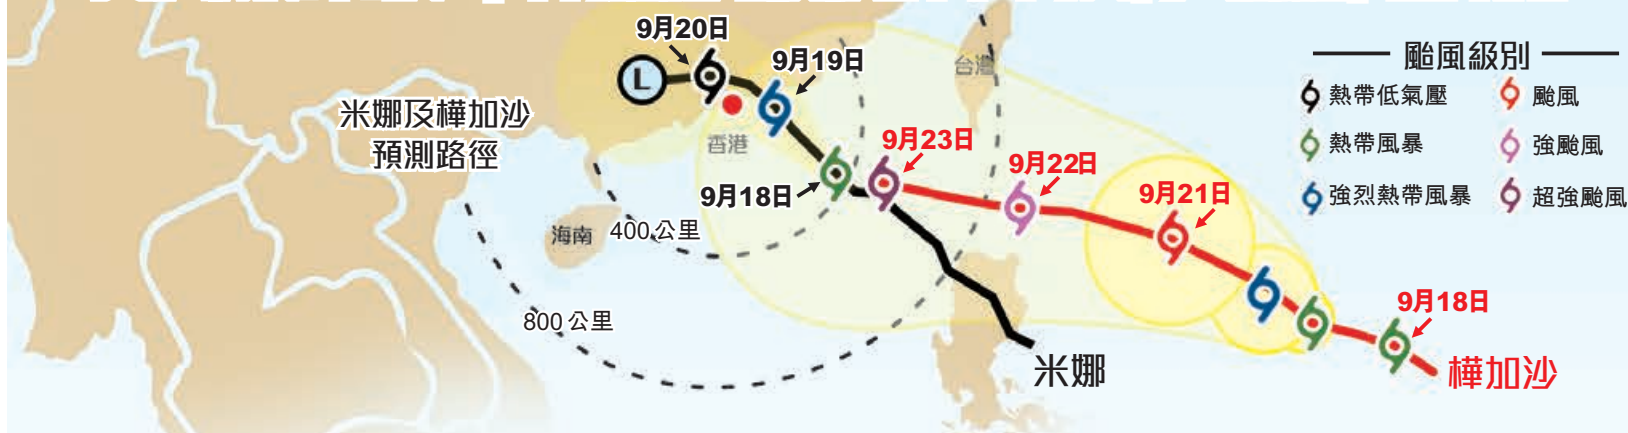 9月20日
L
9月19日
台灣
米娜及樺加沙
預測路徑
香港
9月18日
9月23日
9月22日
9月21日
海南
400公里
800公里
9月18日
米娜
樺加沙
颱風級別
熱帶低氣壓
颱風
熱帶風暴
強颱風
強烈熱帶風暴
超強颱風